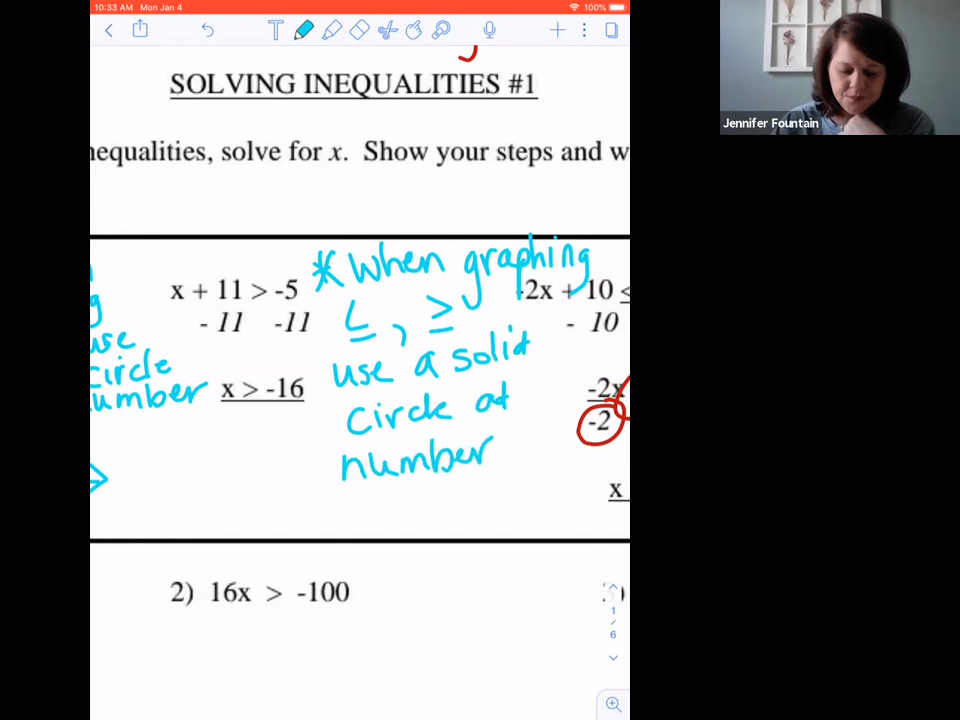 10:33 AM Mon Jan 4
100%
SOLVING INEQUALITIES #1
nequalities, solve for x. Show your steps and w
x + 11 > -5
- 11 -11
x > -16
use
circle
number
* When graphing
≤ , ≥
use a solid
circle at
number
-2x + 10 ≤
- 10
-2x
-2
x
2) 16x > -100
3)
1
/
6
Jennifer Fountain